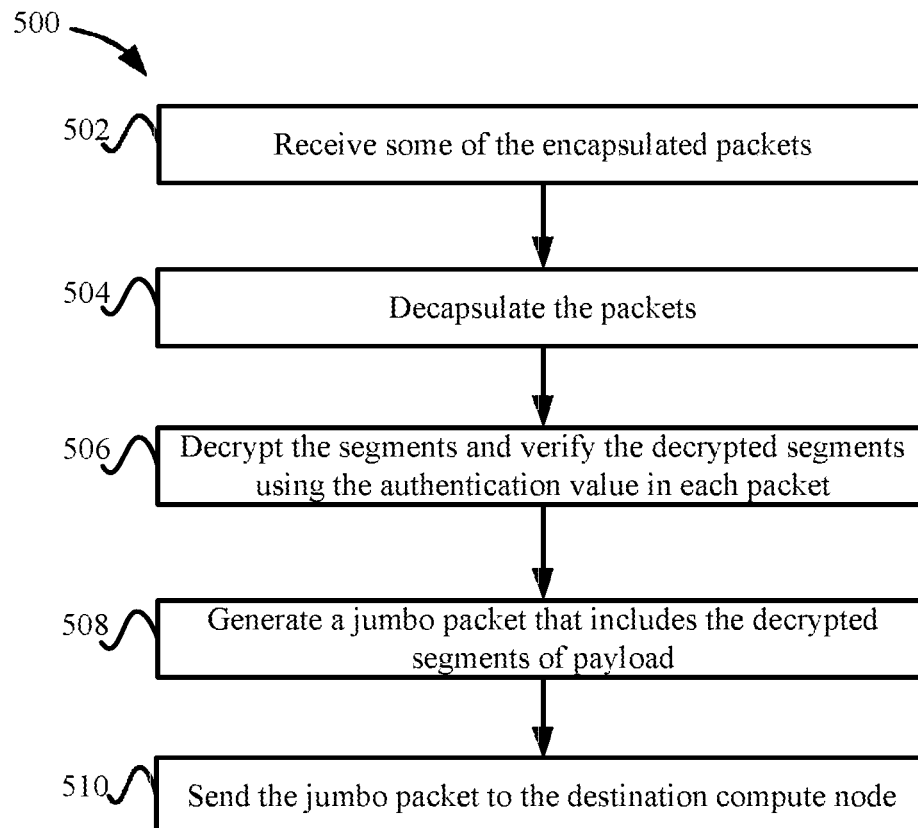 500
502
Receive some of the encapsulated packets
504
Decapsulate the packets
506
Decrypt the segments and verify the decrypted segments
using the authentication value in each packet
508
Generate a jumbo packet that includes the decrypted
segments of payload
510
Send the jumbo packet to the destination compute node